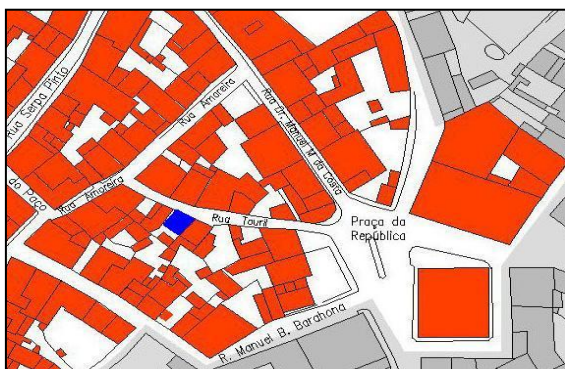 Rua Serpa Pinto
Rua Amoreira
Rua Dr. Manuel M da Costa
do Paço
Rua Amoreira
Rua Touril
Praça da
República
R. Manuel B. Barahona